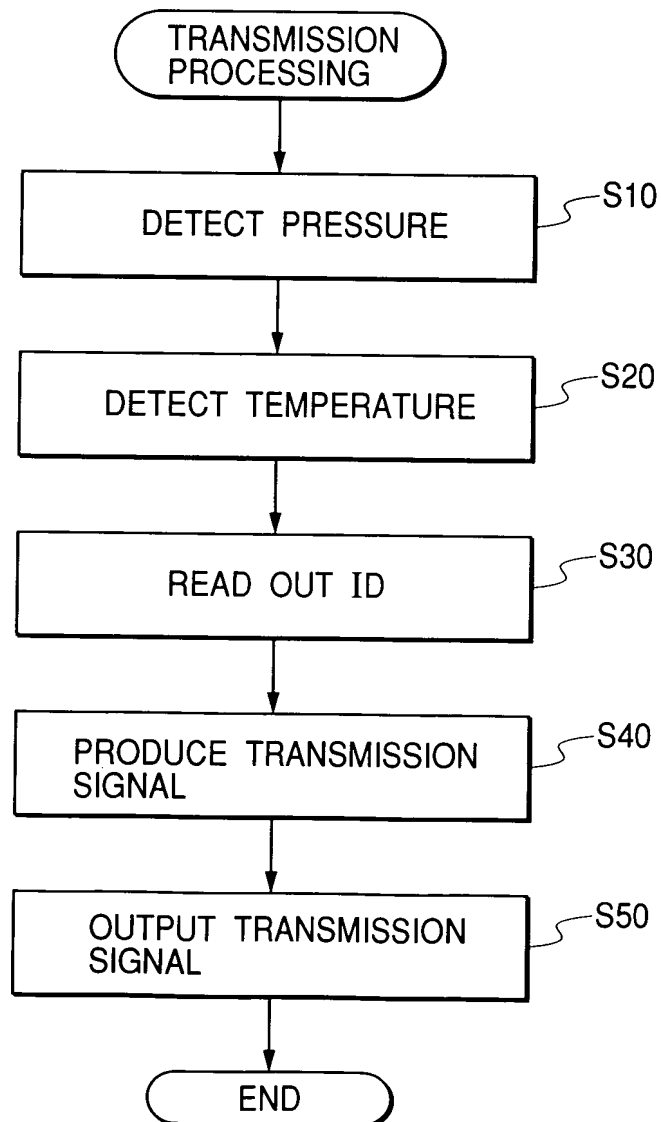 TRANSMISSION
PROCESSING
DETECT PRESSURE
S10
DETECT TEMPERATURE
S20
READ OUT ID
S30
PRODUCE TRANSMISSION
SIGNAL
S40
OUTPUT TRANSMISSION
SIGNAL
S50
END